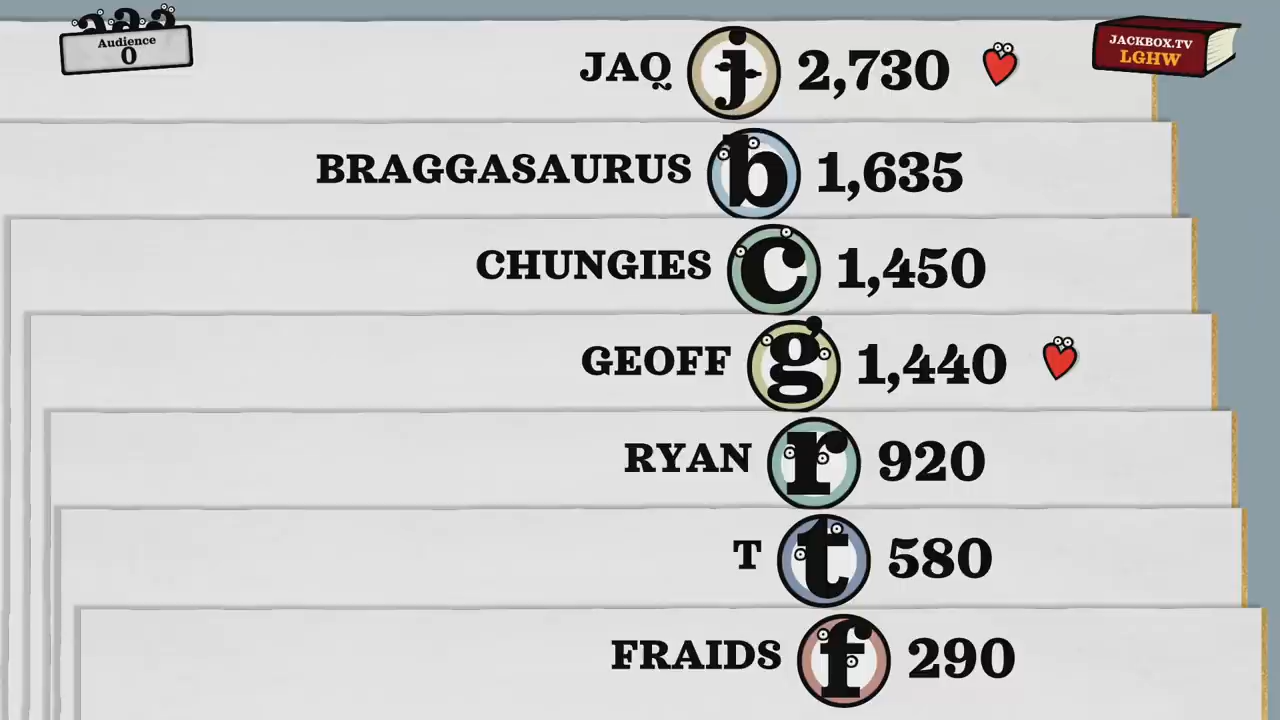 Audience
0
JACKBOX.TV
LGHW
JAQ j 2,730
BRAGGASAURUS b 1,635
CHUNGIES c 1,450
GEOFF g 1,440
RYAN r 920
T t 580
FRAIDS f 290